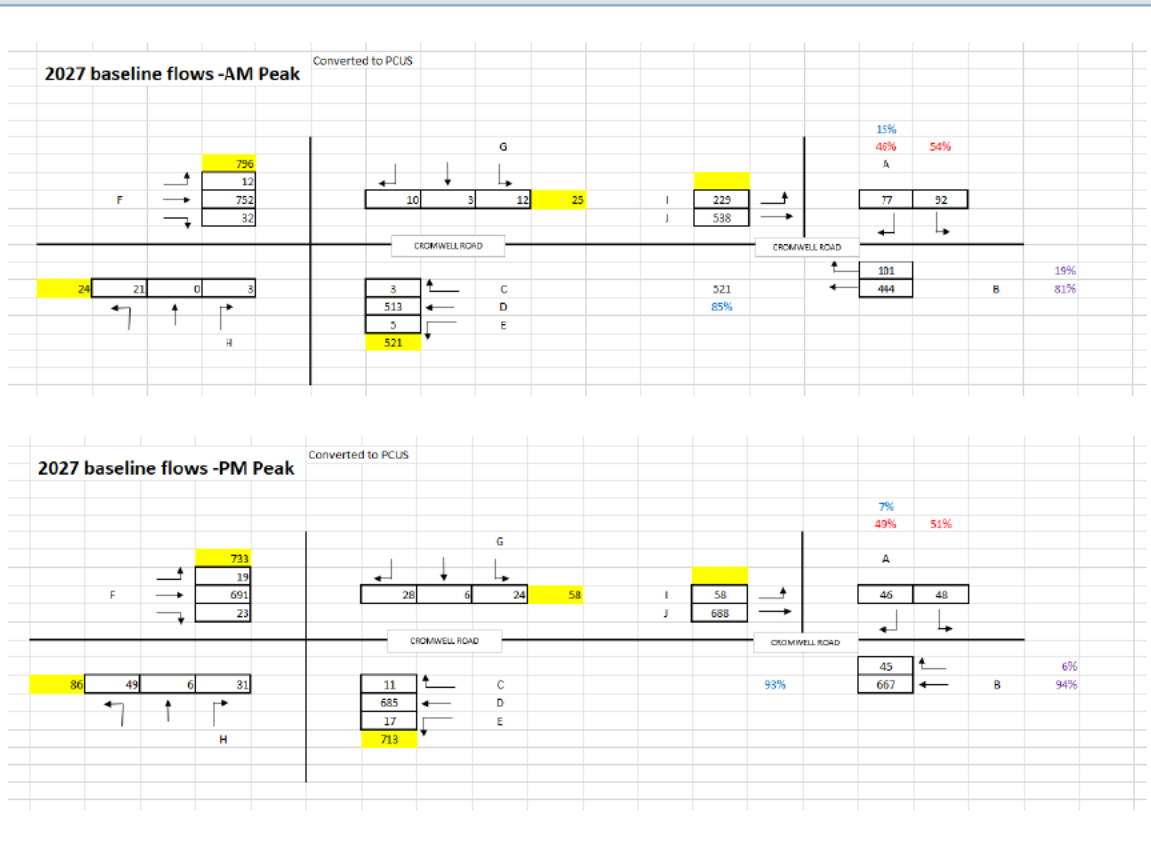 Converted to PCUS
2027 baseline flows -AM Peak
15%
G 46% 54%
796 A
12
F 752 10 3 12 25 I 229 77 92
32 J 538
CROMWELL ROAD CROMWELL ROAD
101 19%
24 21 0 3 3 C 521 444 B 81%
513 D 85%
5 E
H 521
Converted to PCUS
2027 baseline flows -PM Peak
7%
49% 51%
G
733 A
19
F 691 28 6 24 58 I 58 46 48
23 J 688
CROMWELL ROAD CROMWELL ROAD
45 6%
86 49 6 31 11 C 93% 667 B 94%
685 D
17 E
H 713